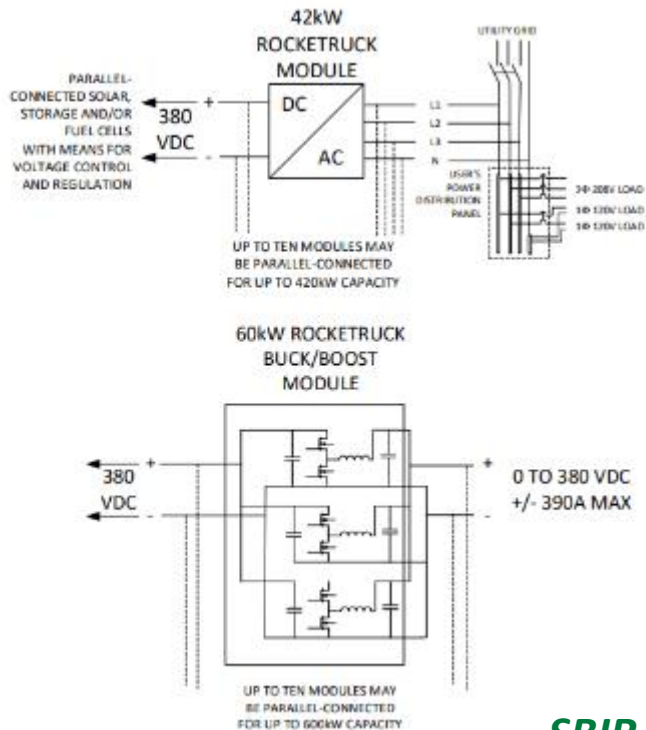 42kW
ROCKETRUCK
MODULE
UTILITY GRID
PARALLEL-
CONNECTED SOLAR,
STORAGE AND/OR
FUEL CELLS
WITH MEANS FOR
VOLTAGE CONTROL
AND REGULATION
+
380
VDC
-
DC
AC
L1
L2
L3
N
USER'S
POWER
DISTRIBUTION
PANEL
3Φ 208V LOAD
1Φ 120V LOAD
1Φ 120V LOAD
UP TO TEN MODULES MAY
BE PARALLEL-CONNECTED
FOR UP TO 420kW CAPACITY
60kW ROCKETRUCK
BUCK/BOOST
MODULE
+
380
VDC
-
+
0 TO 380 VDC
+/- 390A MAX
-
UP TO TEN MODULES MAY
BE PARALLEL-CONNECTED
FOR UP TO 600kW CAPACITY